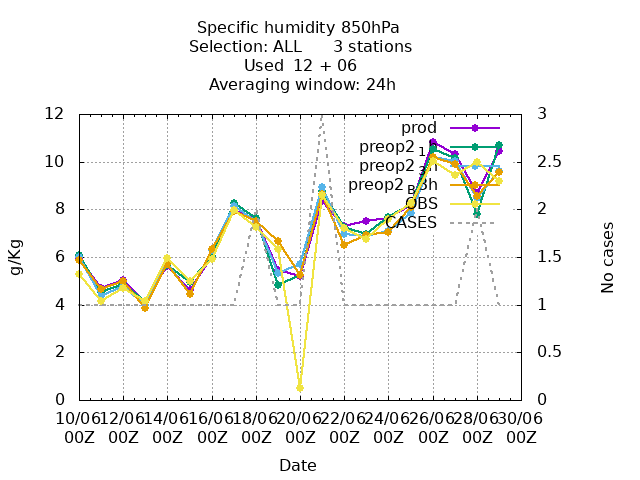 Specific humidity 850hPa
Selection: ALL 3 stations
Used 12 + 06
Averaging window: 24h
12
10
8
6
4
2
0
g/Kg
3
2.5
2
1.5
1
0.5
0
No cases
prod
preop2
preop2
preop2 B 3h
OBS
CASES
10/06 12/06 14/06 16/06 18/06 20/06 22/06 24/06 26/06 28/06 30/06
00Z 00Z 00Z 00Z 00Z 00Z 00Z 00Z 00Z 00Z 00Z
Date